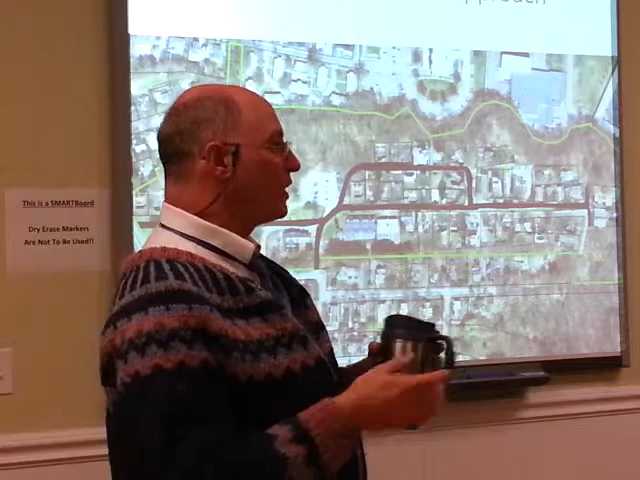 This is a SMARTBoard
Dry Erase Markers
Are Not To Be Used!!